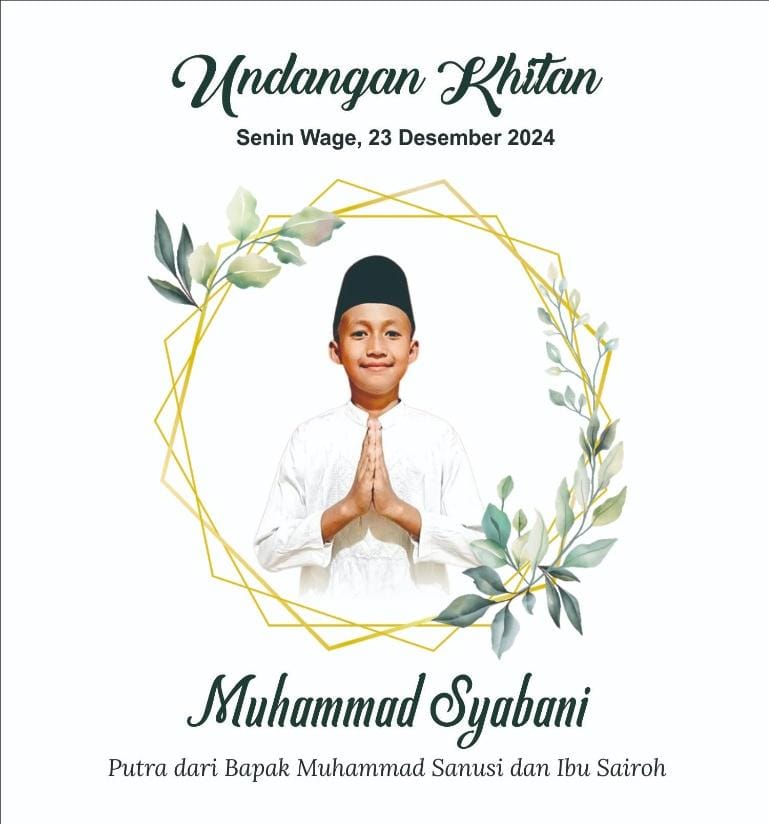 Undangan Khitan
Senin Wage, 23 Desember 2024
Muhammad Syabani
Putra dari Bapak Muhammad Sanusi dan Ibu Sairoh